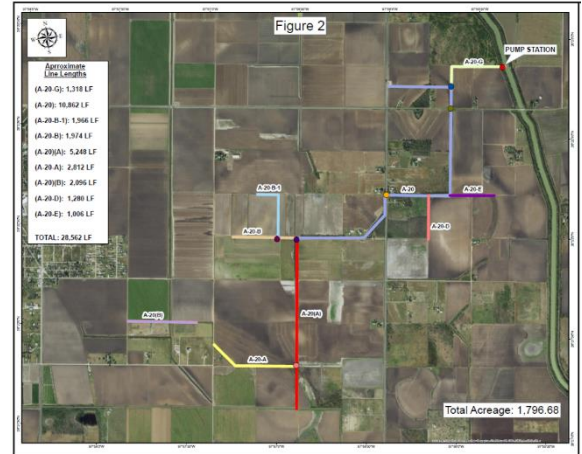 Figure 2
PUMP STATION
A-20-G
Approximate
Line Lengths
(A-20-G): 1,318 LF
(A-20): 10,862 LF
(A-20-B-1): 1,966 LF
(A-20-B): 1,974 LF
(A-20)(A): 5,248 LF
(A-20-A): 2,812 LF
(A-20)(B): 2,096 LF
(A-20-D): 1,280 LF
(A-20-E): 1,006 LF
TOTAL: 28,562 LF
A-20-B-1
A-20
A-20-E
A-20-B
A-20-D
A-20(B)
A-20(A)
A-20-A
Total Acreage: 1,796.68